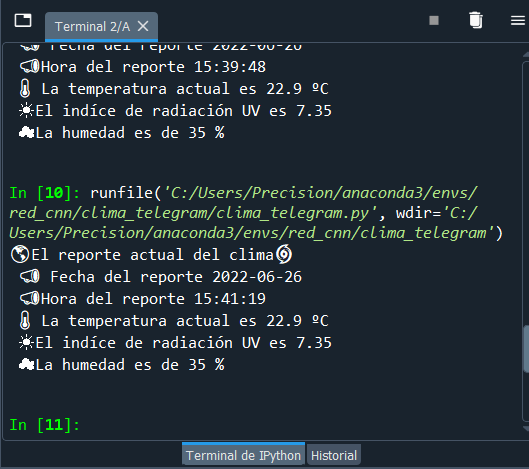 Terminal 2/A
Fecha del reporte 2022-06-26
Hora del reporte 15:39:48
La temperatura actual es 22.9 ºC
El indíce de radiación UV es 7.35
La humedad es de 35 %
In [10]: runfile('C:/Users/Precision/anaconda3/envs/
red_cnn/clima_telegram/clima_telegram.py', wdir='C:/
Users/Precision/anaconda3/envs/red_cnn/clima_telegram')
El reporte actual del clima
Fecha del reporte 2022-06-26
Hora del reporte 15:41:19
La temperatura actual es 22.9 ºC
El indíce de radiación UV es 7.35
La humedad es de 35 %
In [11]:
Terminal de IPython Historial